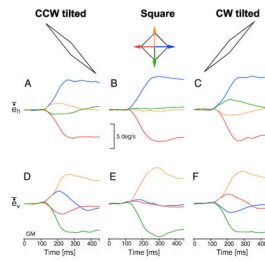 CCW tilted Square CW tilted
A B C
ė̄h
5 deg/s
D E F
ė̄v
GM
0 100 200 300 400 0 100 200 300 400 0 100 200 300 400
Time [ms] Time [ms] Time [ms]